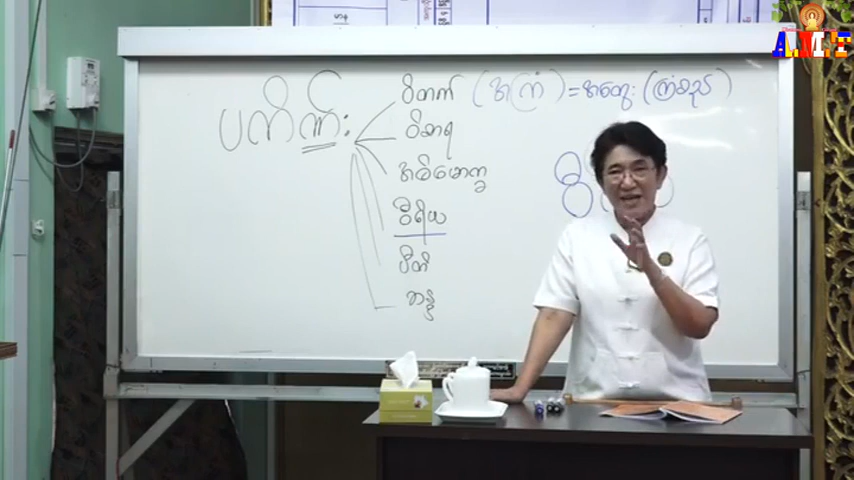 A.M.T
ပကိဏ်း
ဝိတက် (အကြံ) = အတွေး (ကြံစည်)
ဝိစာရ
အဓိမောက္ခ
ဝီရိယ
ပီတိ
ဆန္ဒ